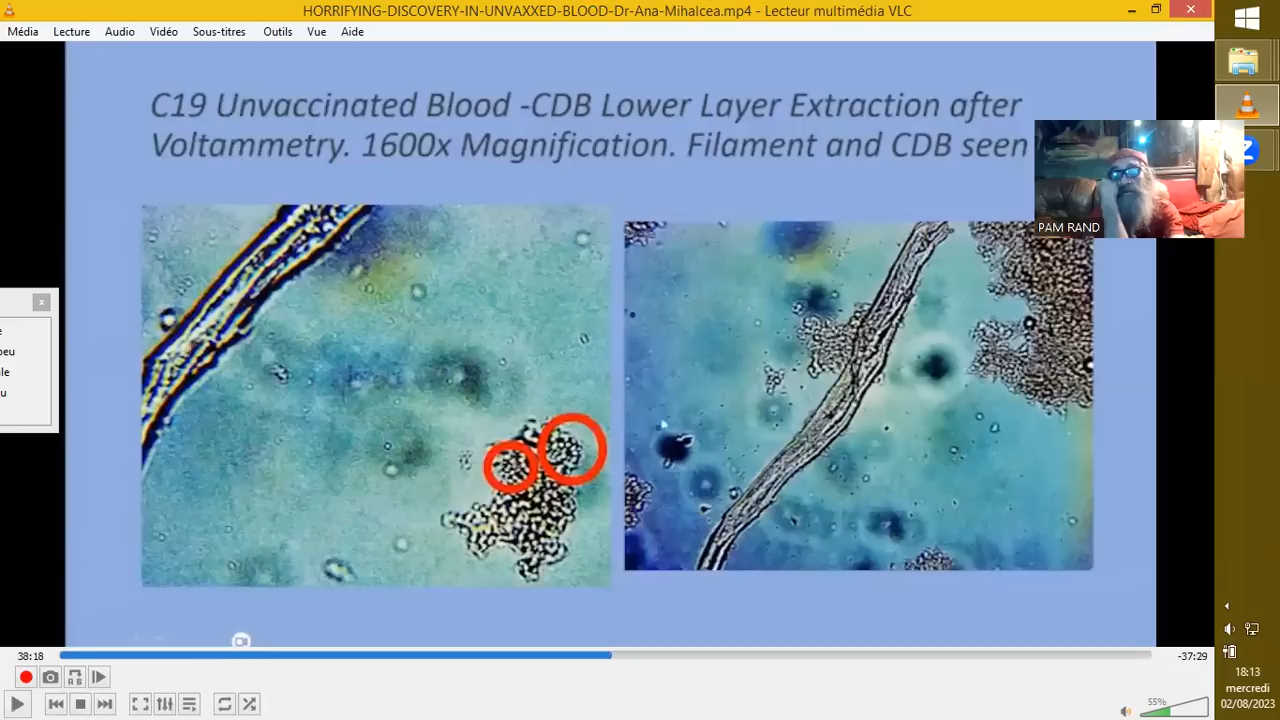 HORRIFYING-DISCOVERY-IN-UNVAXXED-BLOOD-Dr-Ana-Mihalcea.mp4 - Lecteur multimédia VLC
Média Lecture Audio Vidéo Sous-titres Outils Vue Aide
C19 Unvaccinated Blood -CDB Lower Layer Extraction after
Voltammetry. 1600x Magnification. Filament and CDB seen
PAM RAND
38:18
-37:29
55%
18:13
mercredi
02/08/2023